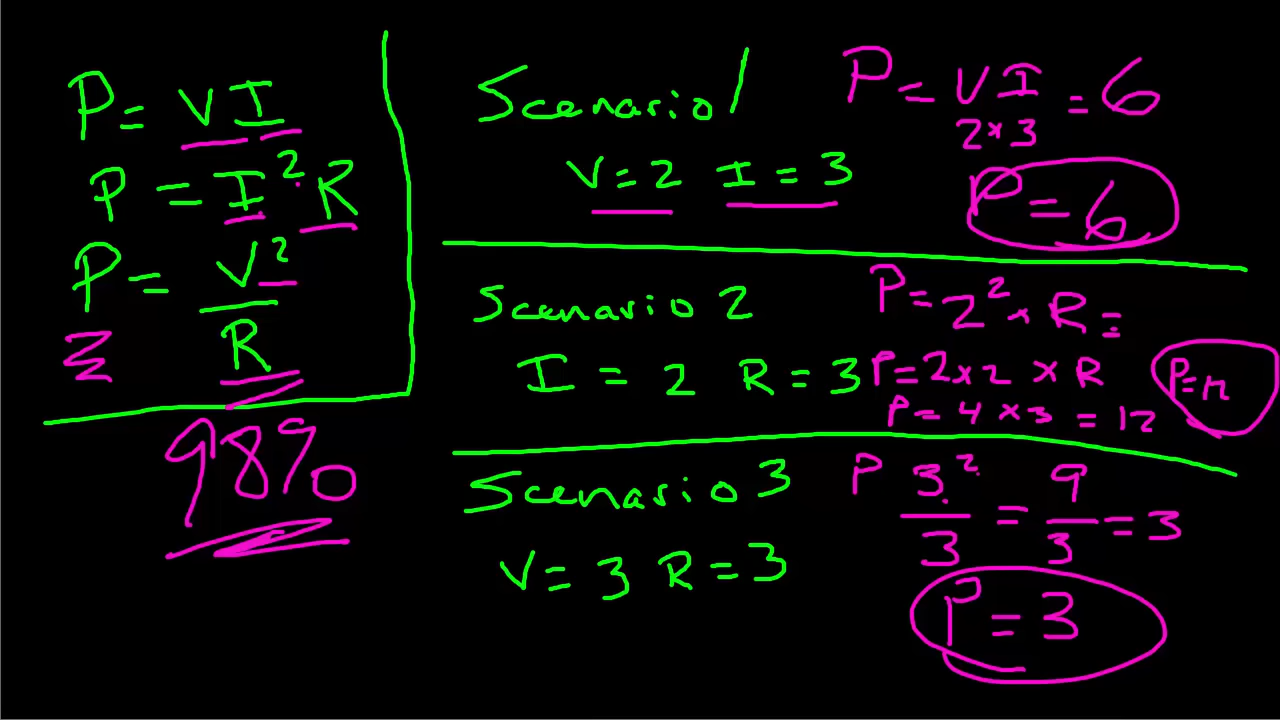 P = VI
P = I² R
P = V²
R
98%
Scenario 1
V = 2 I = 3
P = VI = 6
2 × 3
P = 6
Scenario 2
I = 2 R = 3
P = 2² × R =
P = 2 × 2 × R
P = 4 × 3 = 12
P = 12
Scenario 3
V = 3 R = 3
P 3² = 9 = 3
3 3
P = 3